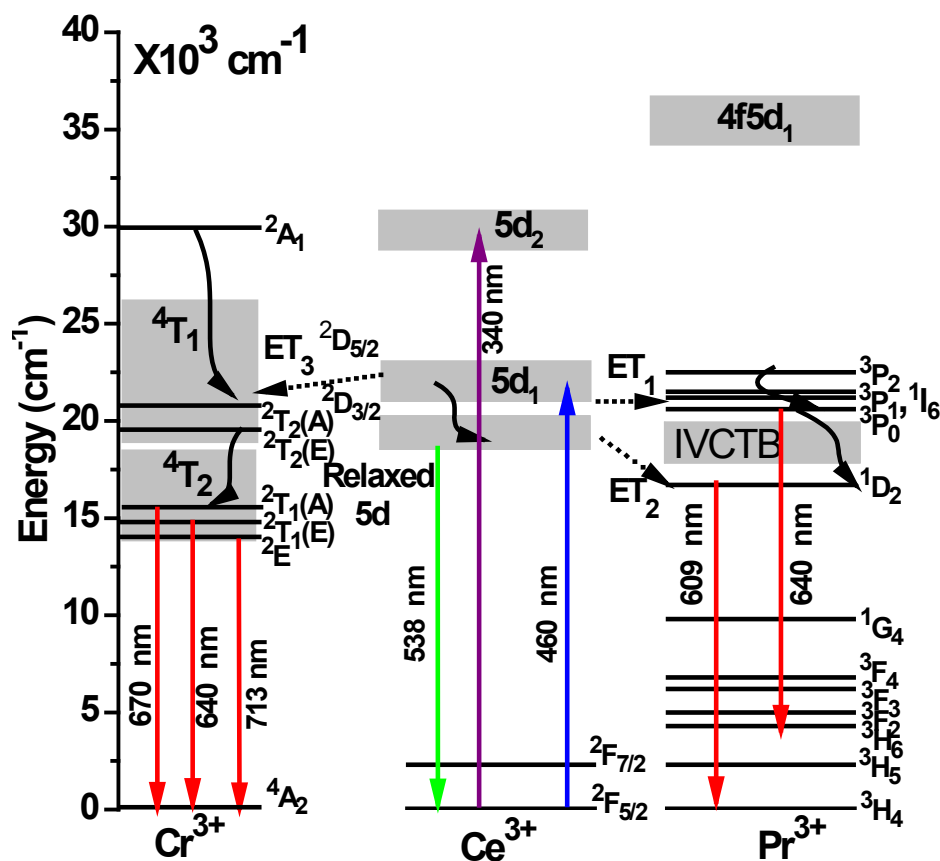 X10³ cm⁻¹
Energy (cm⁻¹)
40
35
30
25
20
15
10
5
0
²A₁
⁴T₁
²T₂(A)
²T₂(E)
⁴T₂
²T₁(A)
²T₁(E)
²E
670 nm
640 nm
713 nm
⁴A₂
Cr³⁺
ET₃
²D₅/₂
²D₃/₂
5d₂
340 nm
5d₁
Relaxed
5d
538 nm
460 nm
²F₇/₂
²F₅/₂
Ce³⁺
4f5d₁
ET₁
³P₂
³P₁, ¹I₆
³P₀
IVCTB
ET₂
¹D₂
609 nm
640 nm
¹G₄
³F₄
³F₃
³F₂
³H₆
³H₅
³H₄
Pr³⁺